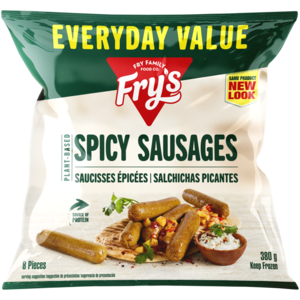 EVERYDAY VALUE
FRY FAMILY
FOOD CO.
Fry's
SAME PRODUCT
NEW
LOOK
PLANT-BASED
SPICY SAUSAGES
SAUCISSES ÉPICÉES | SALCHICHAS PICANTES
SOURCE OF
PROTEIN
8 Pieces
380 g
Keep Frozen